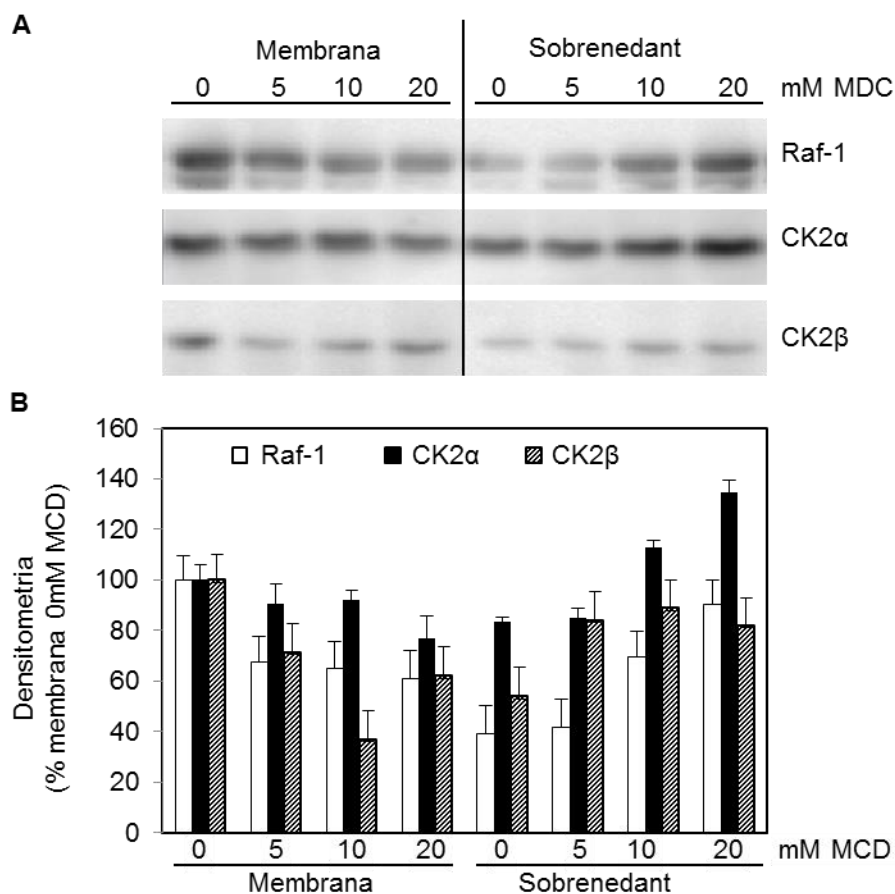 A
Membrana Sobrenedant
0 5 10 20 0 5 10 20 mM MDC
Raf-1
CK2α
CK2β
B
160
140
120
100
80
60
40
20
0
Densitometria
(% membrana 0mM MCD)
Raf-1 CK2α CK2β
0 5 10 20 0 5 10 20 mM MCD
Membrana Sobrenedant